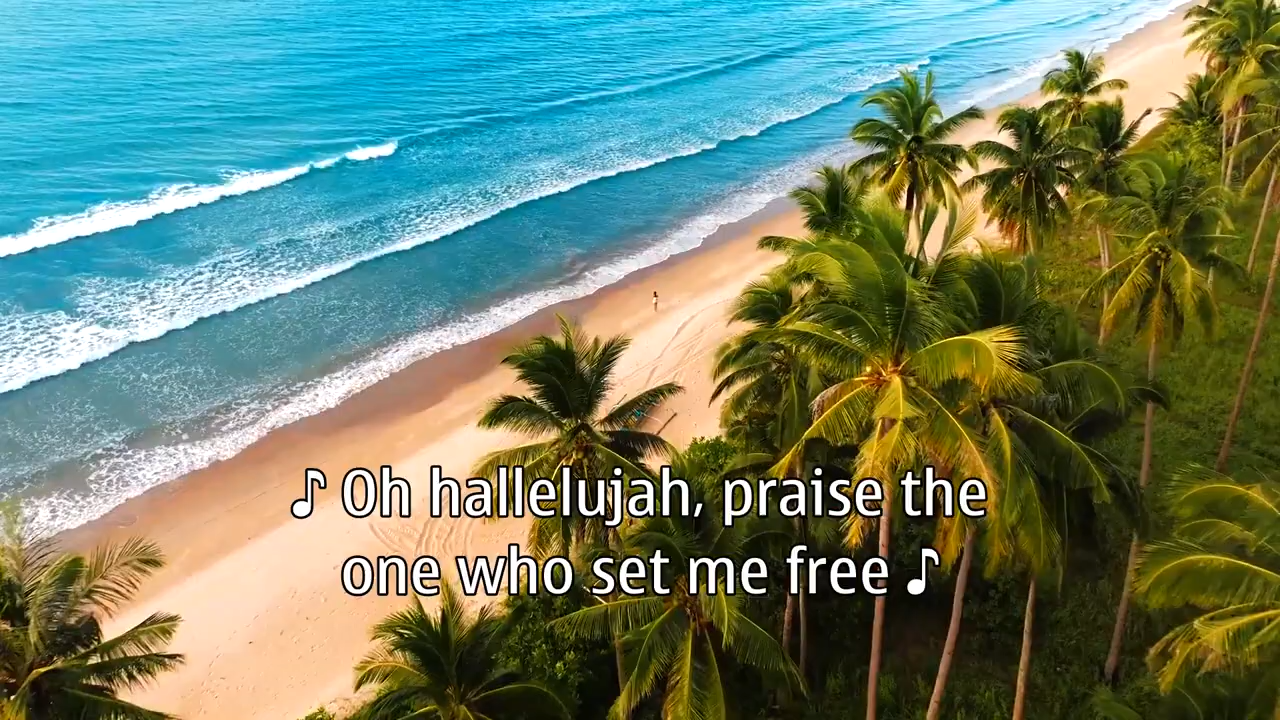 ♪ Oh hallelujah, praise the
one who set me free ♪